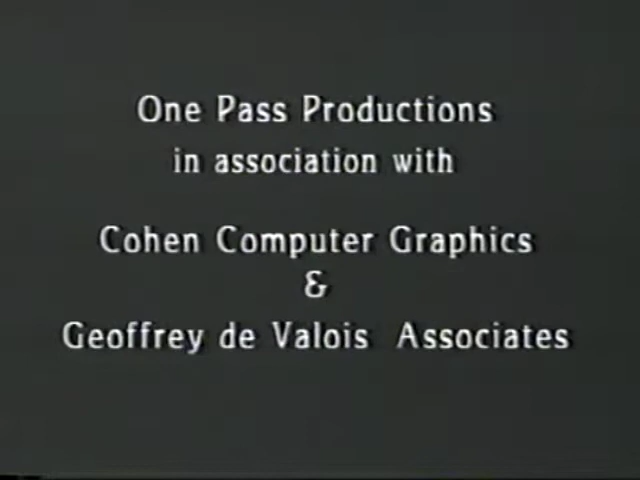 One Pass Productions
in association with
Cohen Computer Graphics
&
Geoffrey de Valois Associates